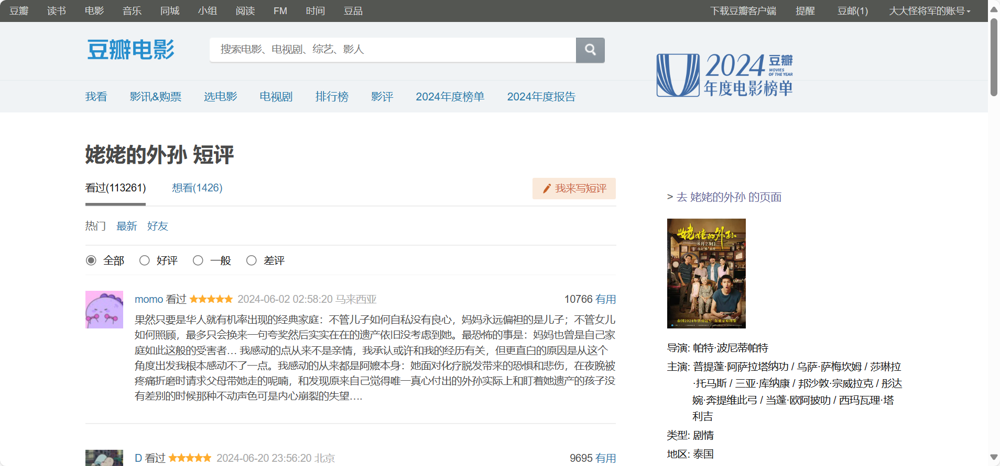 豆瓣 读书 电影 音乐 同城 小组 阅读 FM 时间 豆品 下载豆瓣客户端 提醒 豆邮(1) 大大怪将军的账号
豆瓣电影
搜索电影、电视剧、综艺、影人
2024 豆瓣
MOVIES
OF THE YEAR
年度电影榜单
我看 影讯&购票 选电影 电视剧 排行榜 影评 2024年度榜单 2024年度报告
姥姥的外孙 短评
看过(113261) 想看(1426)
我来写短评
热门 最新 好友
全部 好评 一般 差评
momo 看过 2024-06-02 02:58:20 马来西亚 10766 有用
果然只要是华人就有机率出现的经典家庭：不管儿子如何自私没有良心，妈妈永远偏袒的是儿子；不管女儿
如何照顾，最多只会换来一句夸奖然后实实在在的遗产依旧没考虑到她。最恐怖的事是：妈妈也曾是自己家
庭如此这般的受害者… 我感动的点从来不是亲情，我承认或许和我的经历有关，但更直白的原因是从这个
角度出发我根本感动不了一点。我感动的从来都是阿嬷本身：她面对化疗脱发带来的恐惧和悲伤，在夜晚被
疼痛折磨时请求父母带她走的呢喃，和发现原来自己觉得唯一真心付出的外孙实际上和盯着她遗产的孩子没
有差别的时候那种不动声色可是内心崩裂的失望….
D 看过 2024-06-20 23:56:20 北京 9695 有用
> 去 姥姥的外孙 的页面
姥姥的外孙
8月23日
导演: 帕特·波尼蒂帕特
主演: 普提蓬·阿萨拉塔纳功 / 乌萨·萨梅坎姆 / 莎琳拉
·托马斯 / 三亚·库纳康 / 邦沙敦·宗威拉克 / 彤达
婉·奔提维此弓 / 当蓬·欧阿披叻 / 西玛瓦理·塔
利吉
类型: 剧情
地区: 泰国